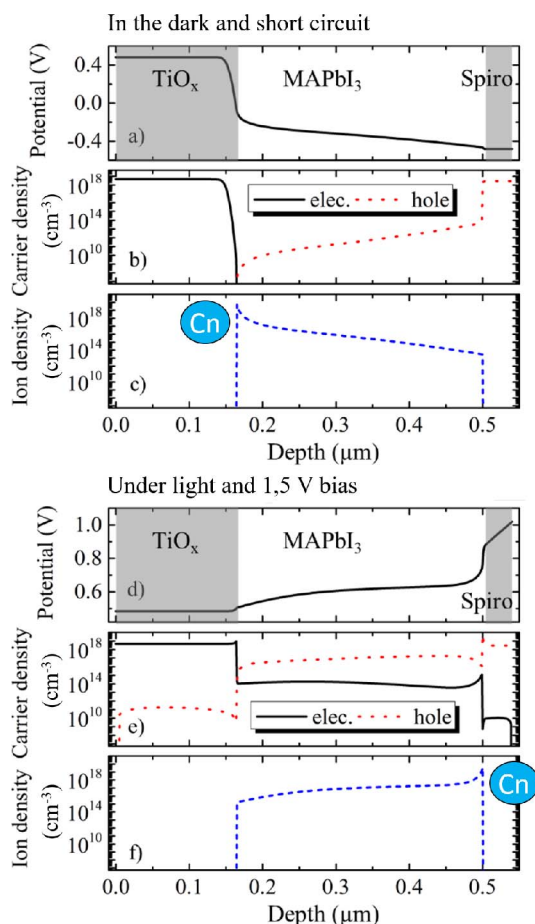 In the dark and short circuit
TiOx MAPbI3 Spiro
Potential (V)
0.4
0.0
-0.4
a)
Carrier density
(cm-3)
10^18
10^14
10^10
elec. hole
b)
Ion density
(cm-3)
10^18
10^14
10^10
Cn
c)
0.0 0.1 0.2 0.3 0.4 0.5
Depth (μm)
Under light and 1,5 V bias
TiOx MAPbI3
Spiro
Potential (V)
1.0
0.8
0.6
d)
Carrier density
(cm-3)
10^18
10^14
10^10
elec. hole
e)
Ion density
(cm-3)
10^18
10^14
10^10
Cn
f)
0.0 0.1 0.2 0.3 0.4 0.5
Depth (μm)